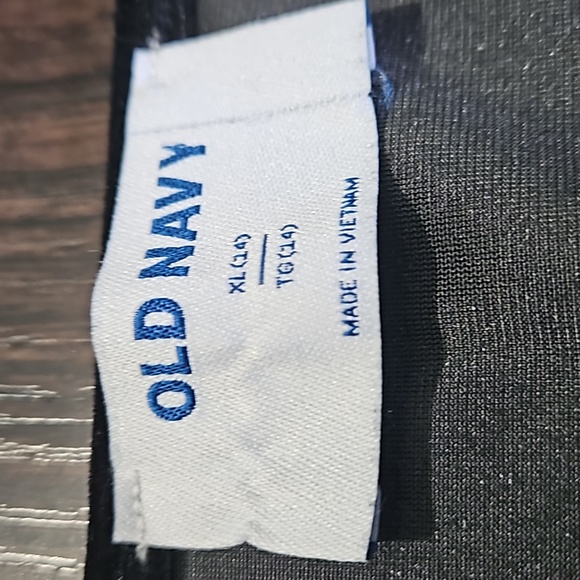 OLD NAVY
XL (14)
TG (14)
MADE IN VIETNAM